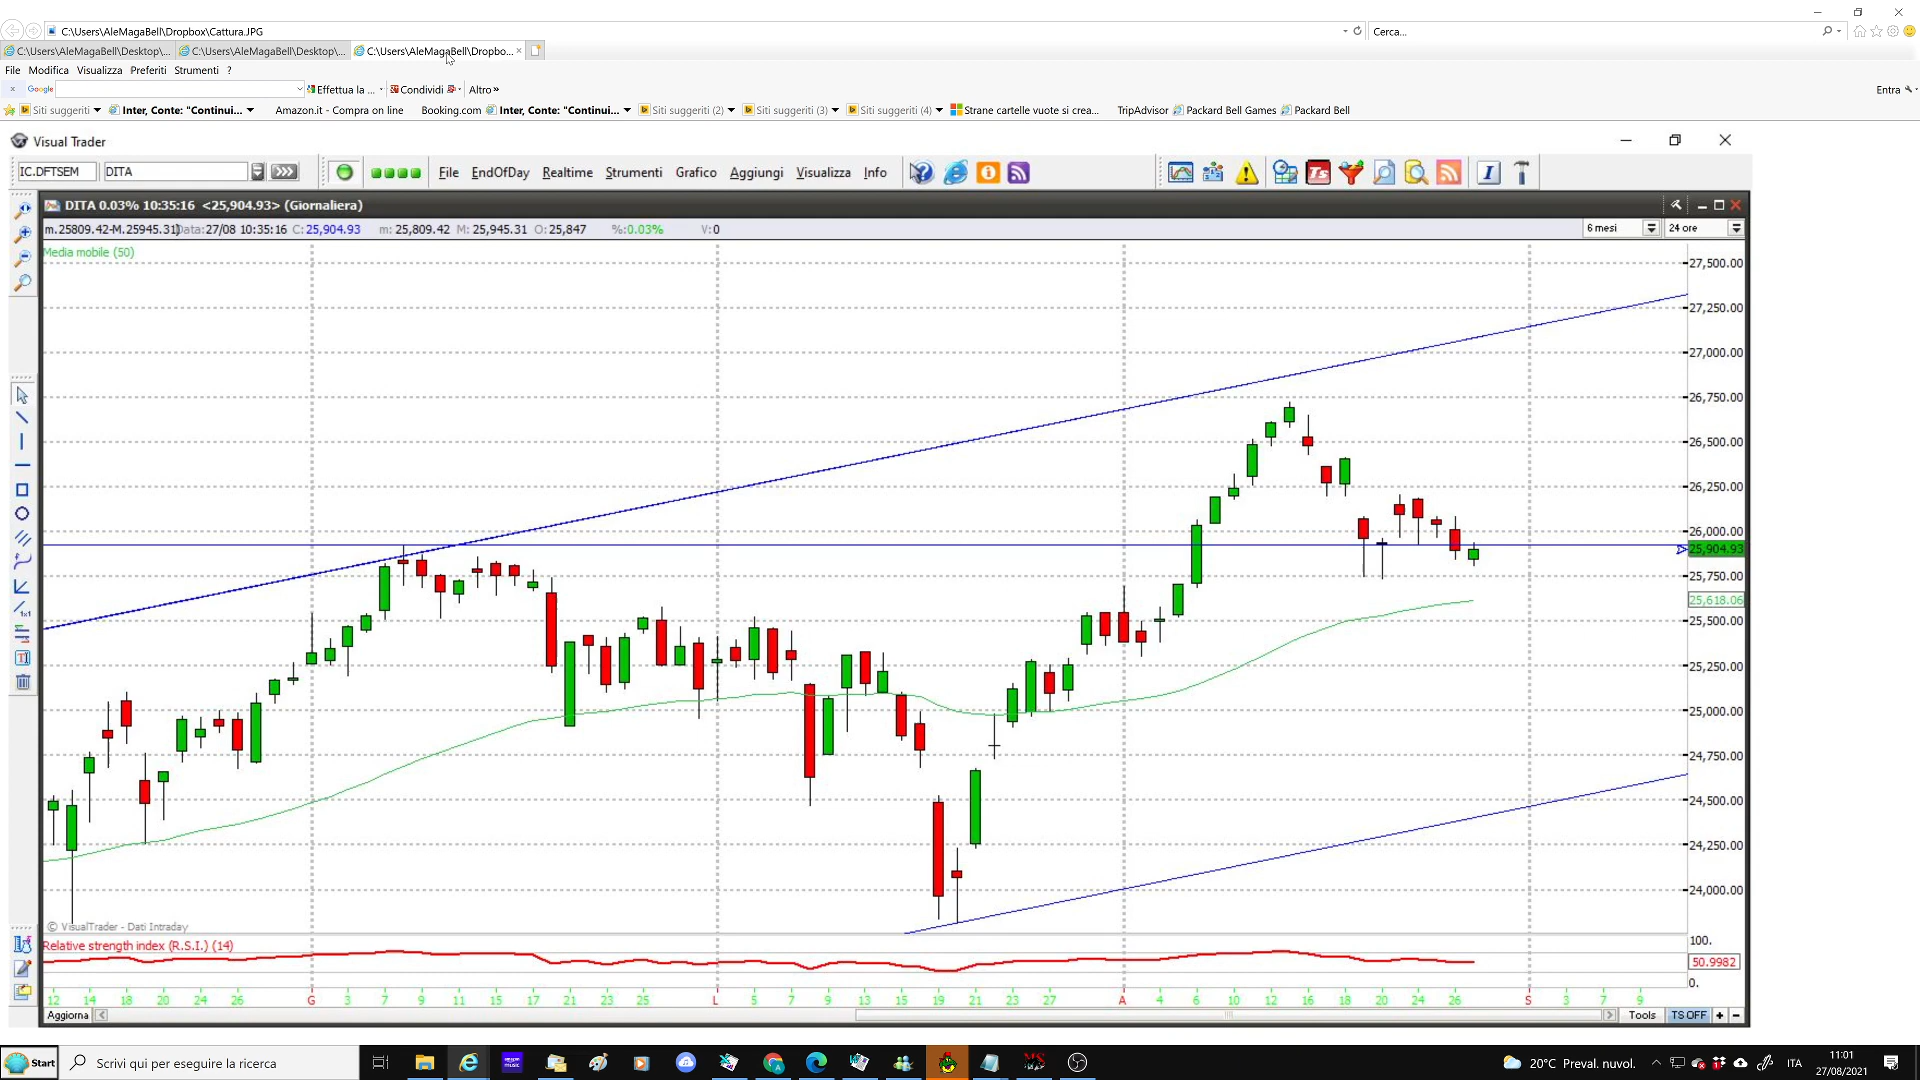 C:\Users\AleMagaBell\Dropbox\Cattura.JPG
Cerca...
C:\Users\AleMagaBell\Desktop\...
C:\Users\AleMagaBell\Desktop\...
C:\Users\AleMagaBell\Dropbo...
File Modifica Visualizza Preferiti Strumenti ?
Google
Effettua la ...
Condividi
Altro »
Entra
Siti suggeriti
Inter, Conte: "Continui...
Amazon.it - Compra on line
Booking.com
Inter, Conte: "Continui...
Siti suggeriti (2)
Siti suggeriti (3)
Siti suggeriti (4)
Strane cartelle vuote si crea...
TripAdvisor
Packard Bell Games
Packard Bell
Visual Trader
IC.DFTSEM
DITA
File EndOfDay Realtime Strumenti Grafico Aggiungi Visualizza Info
Ts
I
DITA 0.03% 10:35:16 <25,904.93> (Giornaliera)
m.25809.42-M.25945.31 Data:27/08 10:35:16 C: 25,904.93 m: 25,809.42 M: 25,945.31 O: 25,847 %:0.03% V: 0
6 mesi
24 ore
Media mobile (50)
27,500.00
27,250.00
27,000.00
26,750.00
26,500.00
26,250.00
26,000.00
25,904.93
25,750.00
25,618.06
25,500.00
25,250.00
25,000.00
24,750.00
24,500.00
24,250.00
24,000.00
© VisualTrader - Dati Intraday
Relative strength index (R.S.I.) (14)
100.
50.9982
0.
12 14 18 20 24 26 G 3 7 9 11 15 17 21 23 25 L 5 7 9 13 15 19 21 23 27 A 4 6 10 12 16 18 20 24 26 S 3 7 9
Aggiorna
Tools
TS OFF
+
-
Start
Scrivi qui per eseguire la ricerca
20°C Preval. nuvol.
ITA
11:01
27/08/2021